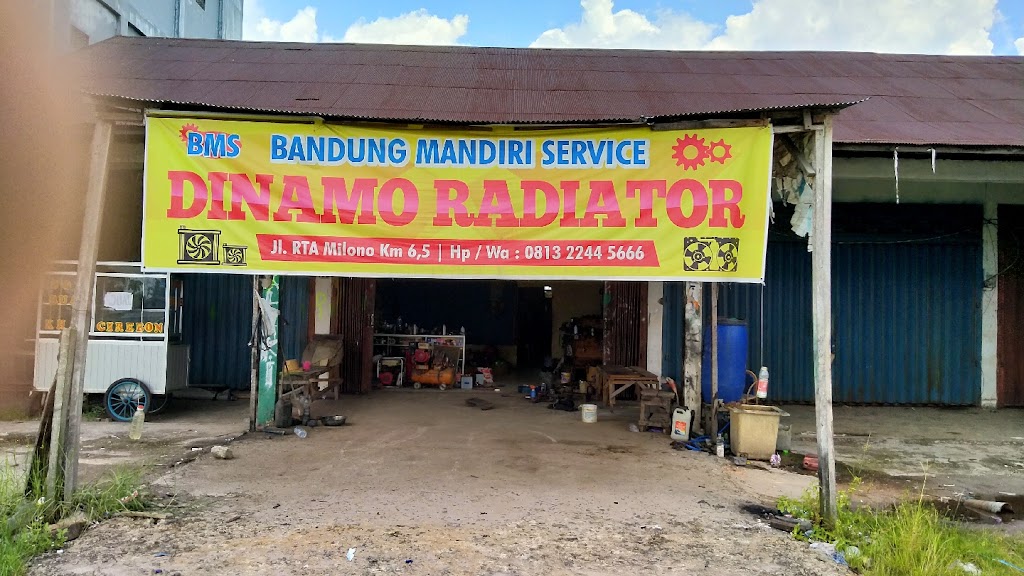 BMS BANDUNG MANDIRI SERVICE
DINAMO RADIATOR
Jl. RTA Milono Km 6,5 | Hp / Wa : 0813 2244 5666
CIREBON